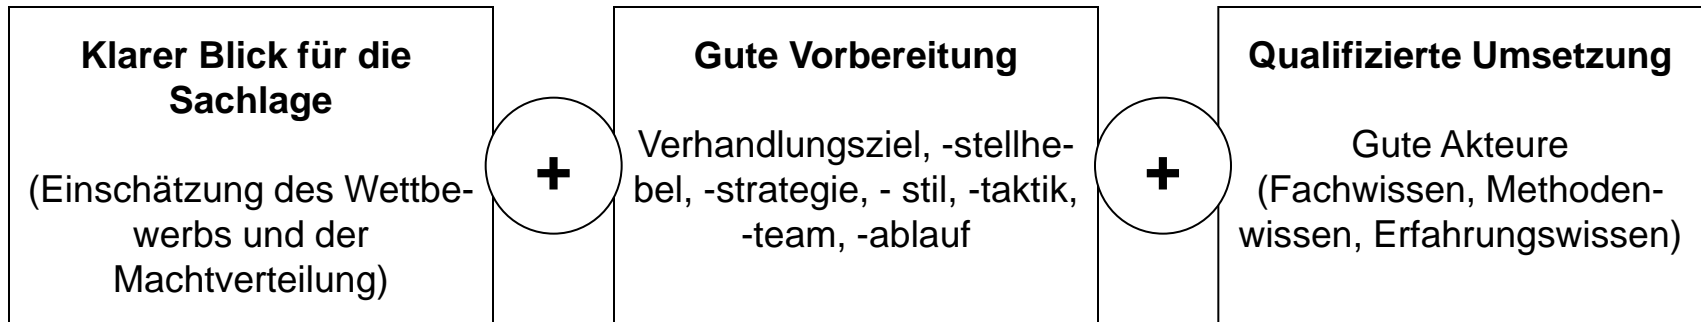 Klarer Blick für die
Sachlage
(Einschätzung des Wettbe-
werbs und der
Machtverteilung)
+
Gute Vorbereitung
Verhandlungsziel, -stellhe-
bel, -strategie, - stil, -taktik,
-team, -ablauf
+
Qualifizierte Umsetzung
Gute Akteure
(Fachwissen, Methoden-
wissen, Erfahrungswissen)